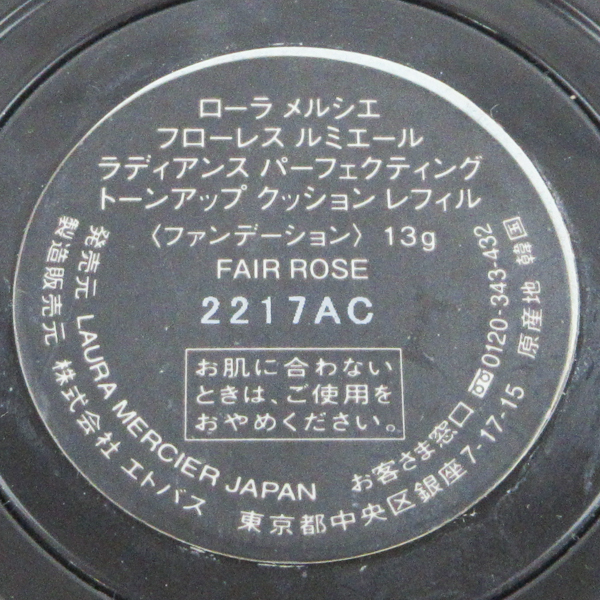 ローラ メルシエ
フローレス ルミエール
ラディアンス パーフェクティング
トーンアップ クッション レフィル
〈ファンデーション〉 13g
FAIR ROSE
2217AC
お肌に合わない
ときは、ご使用を
おやめください。
発売元 LAURA MERCIER JAPAN お客さま窓口 0120-343-432
製造販売元 株式会社 エトバス 東京都中央区銀座7-17-15 原産地 韓国